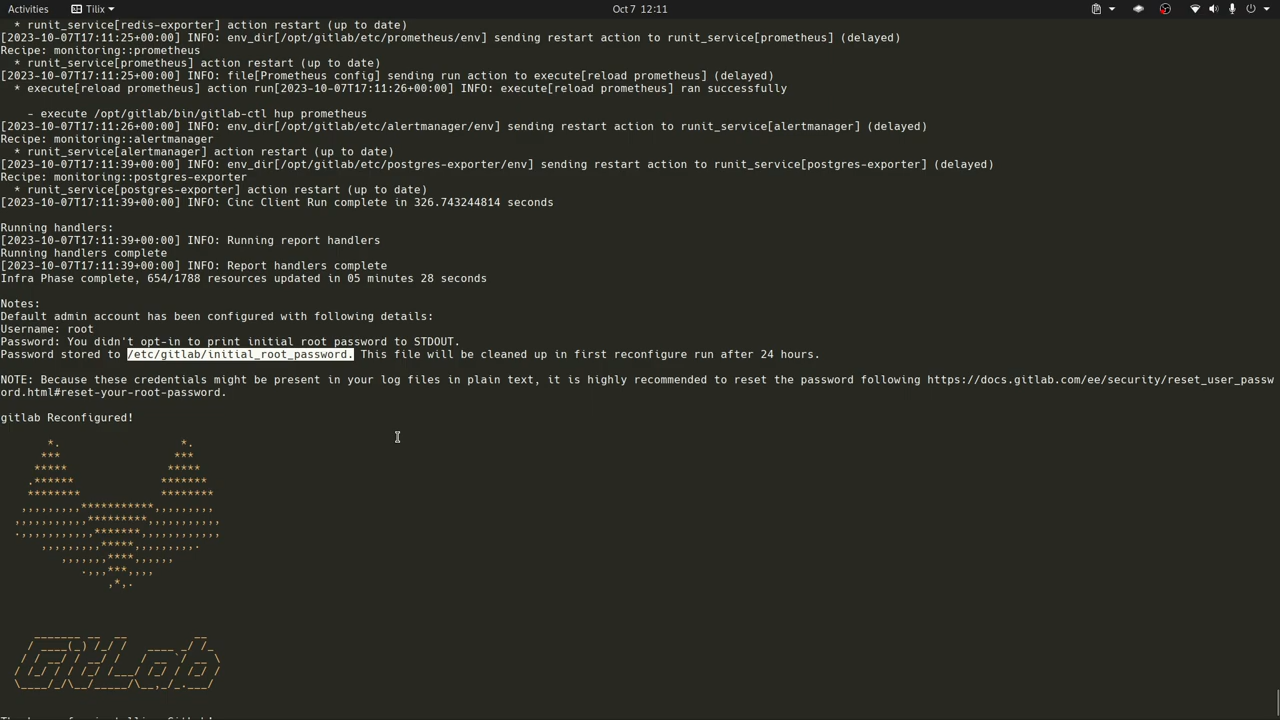 Activities
Tilix
Oct 7 12:11
* runit_service[redis-exporter] action restart (up to date)
[2023-10-07T17:11:25+00:00] INFO: env_dir[/opt/gitlab/etc/prometheus/env] sending restart action to runit_service[prometheus] (delayed)
Recipe: monitoring::prometheus
* runit_service[prometheus] action restart (up to date)
[2023-10-07T17:11:25+00:00] INFO: file[Prometheus config] sending run action to execute[reload prometheus] (delayed)
* execute[reload prometheus] action run[2023-10-07T17:11:26+00:00] INFO: execute[reload prometheus] ran successfully
- execute /opt/gitlab/bin/gitlab-ctl hup prometheus
[2023-10-07T17:11:26+00:00] INFO: env_dir[/opt/gitlab/etc/alertmanager/env] sending restart action to runit_service[alertmanager] (delayed)
Recipe: monitoring::alertmanager
* runit_service[alertmanager] action restart (up to date)
[2023-10-07T17:11:39+00:00] INFO: env_dir[/opt/gitlab/etc/postgres-exporter/env] sending restart action to runit_service[postgres-exporter] (delayed)
Recipe: monitoring::postgres-exporter
* runit_service[postgres-exporter] action restart (up to date)
[2023-10-07T17:11:39+00:00] INFO: Cinc Client Run complete in 326.743244814 seconds
Running handlers:
[2023-10-07T17:11:39+00:00] INFO: Running report handlers
Running handlers complete
[2023-10-07T17:11:39+00:00] INFO: Report handlers complete
Infra Phase complete, 654/1788 resources updated in 05 minutes 28 seconds
Notes:
Default admin account has been configured with following details:
Username: root
Password: You didn't opt-in to print initial root password to STDOUT.
Password stored to /etc/gitlab/initial_root_password. This file will be cleaned up in first reconfigure run after 24 hours.
NOTE: Because these credentials might be present in your log files in plain text, it is highly recommended to reset the password following https://docs.gitlab.com/ee/security/reset_user_passw
ord.html#reset-your-root-password.
gitlab Reconfigured!
GitLab